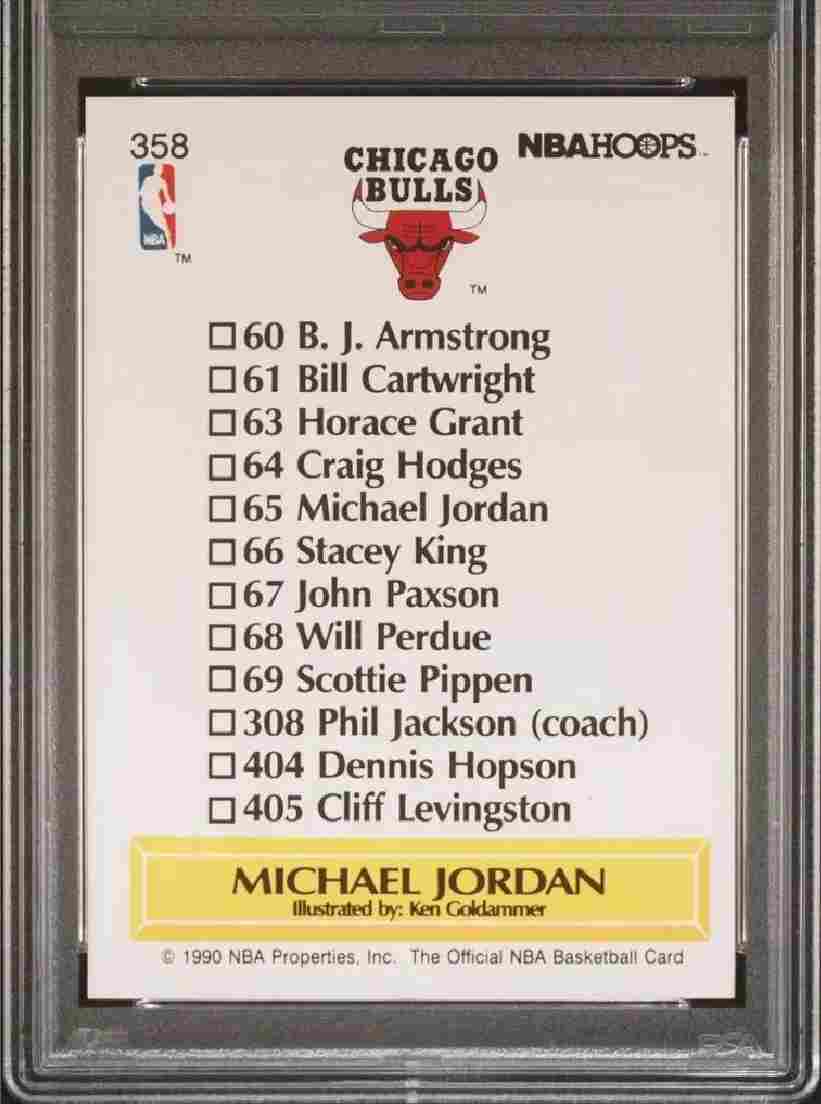 358
NBA
TM
CHICAGO
BULLS
TM
NBAHOOPS
60 B. J. Armstrong
61 Bill Cartwright
63 Horace Grant
64 Craig Hodges
65 Michael Jordan
66 Stacey King
67 John Paxson
68 Will Perdue
69 Scottie Pippen
308 Phil Jackson (coach)
404 Dennis Hopson
405 Cliff Levingston
MICHAEL JORDAN
Illustrated by: Ken Goldammer
© 1990 NBA Properties, Inc. The Official NBA Basketball Card